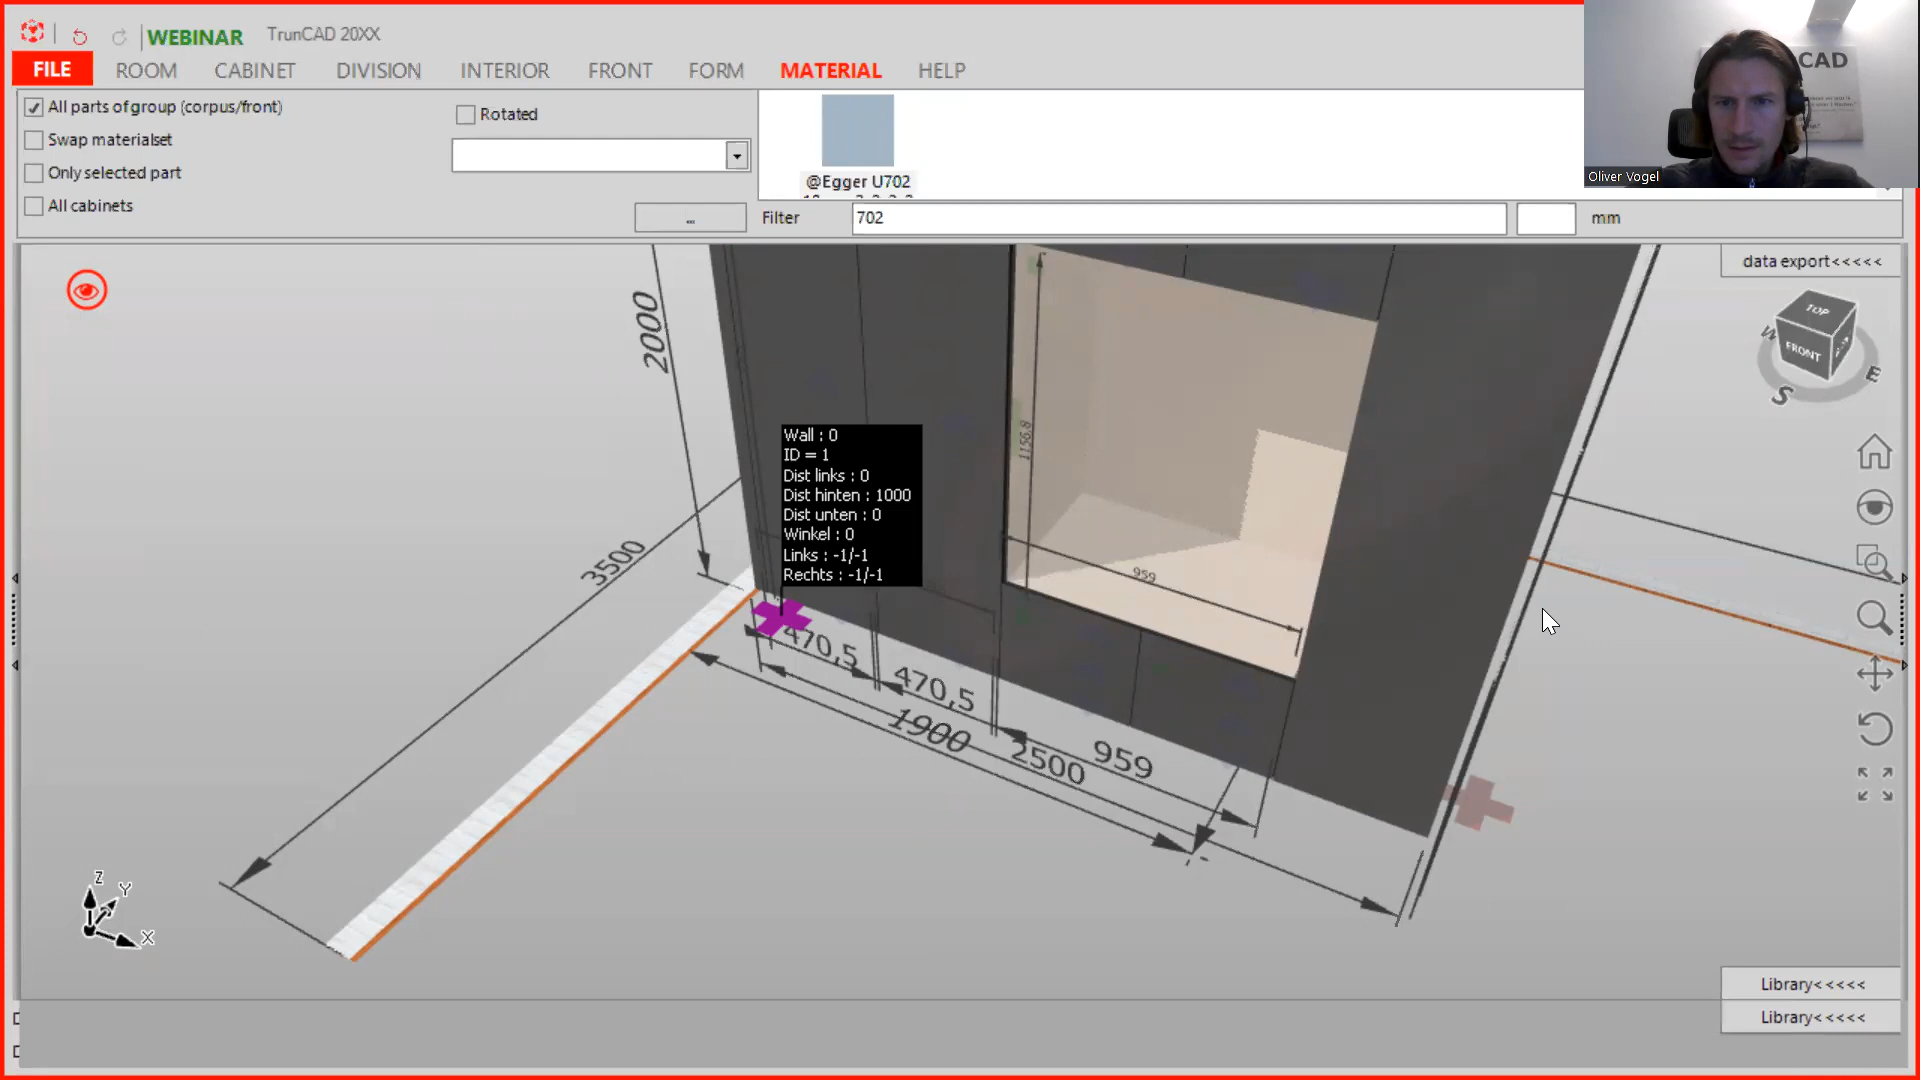 WEBINAR
TrunCAD 20XX
FILE
ROOM
CABINET
DIVISION
INTERIOR
FRONT
FORM
MATERIAL
HELP
CAD
All parts of group (corpus/front)
Swap materialset
Only selected part
All cabinets
Rotated
...
@Egger U702
Filter
702
mm
Oliver Vogel
data export<<<<<
TOP
FRONT
W
S
E
2000
3500
1156.8
959
Wall : 0
ID = 1
Dist links : 0
Dist hinten : 1000
Dist unten : 0
Winkel : 0
Links : -1/-1
Rechts : -1/-1
470,5
470,5
959
1900
2500
Z
Y
X
Library<<<<<
Library<<<<<